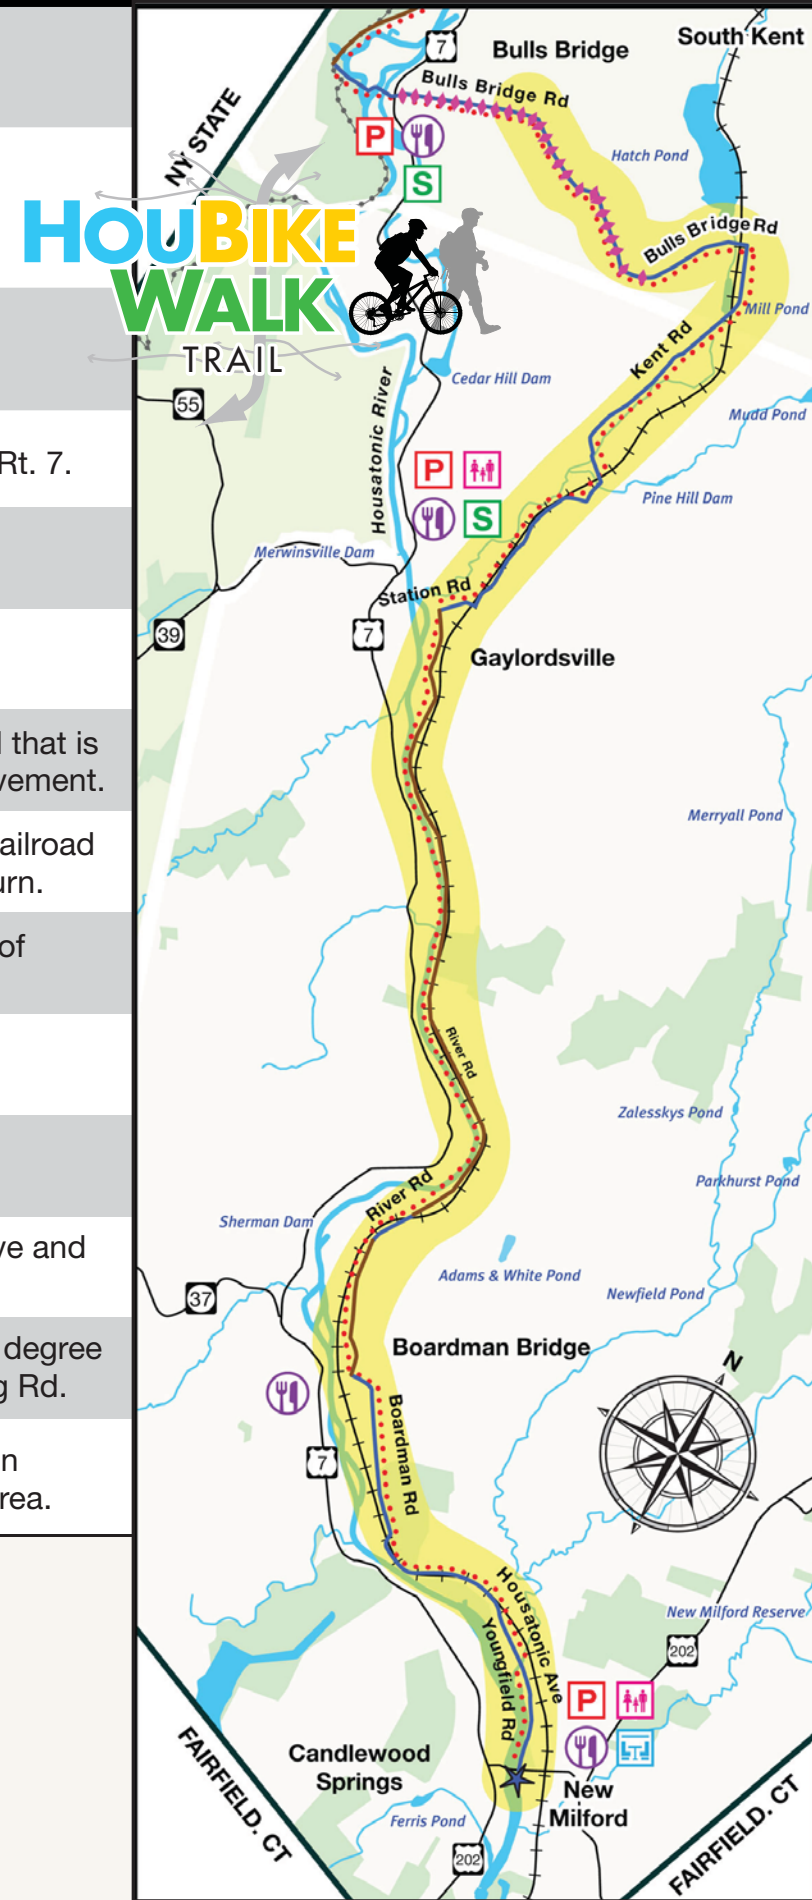 7
Bulls Bridge
South Kent
Bulls Bridge Rd
NY STATE
P
S
Hatch Pond
HOUBIKE
WALK
TRAIL
Bulls Bridge Rd
Mill Pond
Kent Rd
Cedar Hill Dam
55
Mudd Pond
Housatonic River
Rt. 7.
P
Pine Hill Dam
S
Merwinsville Dam
Station Rd
39
7
Gaylordsville
that is
vement.
Merryall Pond
ailroad
urn.
of
River Rd
Zalesskys Pond
Parkhurst Pond
River Rd
Sherman Dam
ve and
Adams & White Pond
Newfield Pond
37
degree
g Rd.
Boardman Bridge
N
Boardman Rd
7
n
rea.
Housatonic Ave
Youngfield Rd
New Milford Reserve
202
P
FAIRFIELD. CT
Candlewood
Springs
New
Milford
Ferris Pond
202
FAIRFIELD. CT